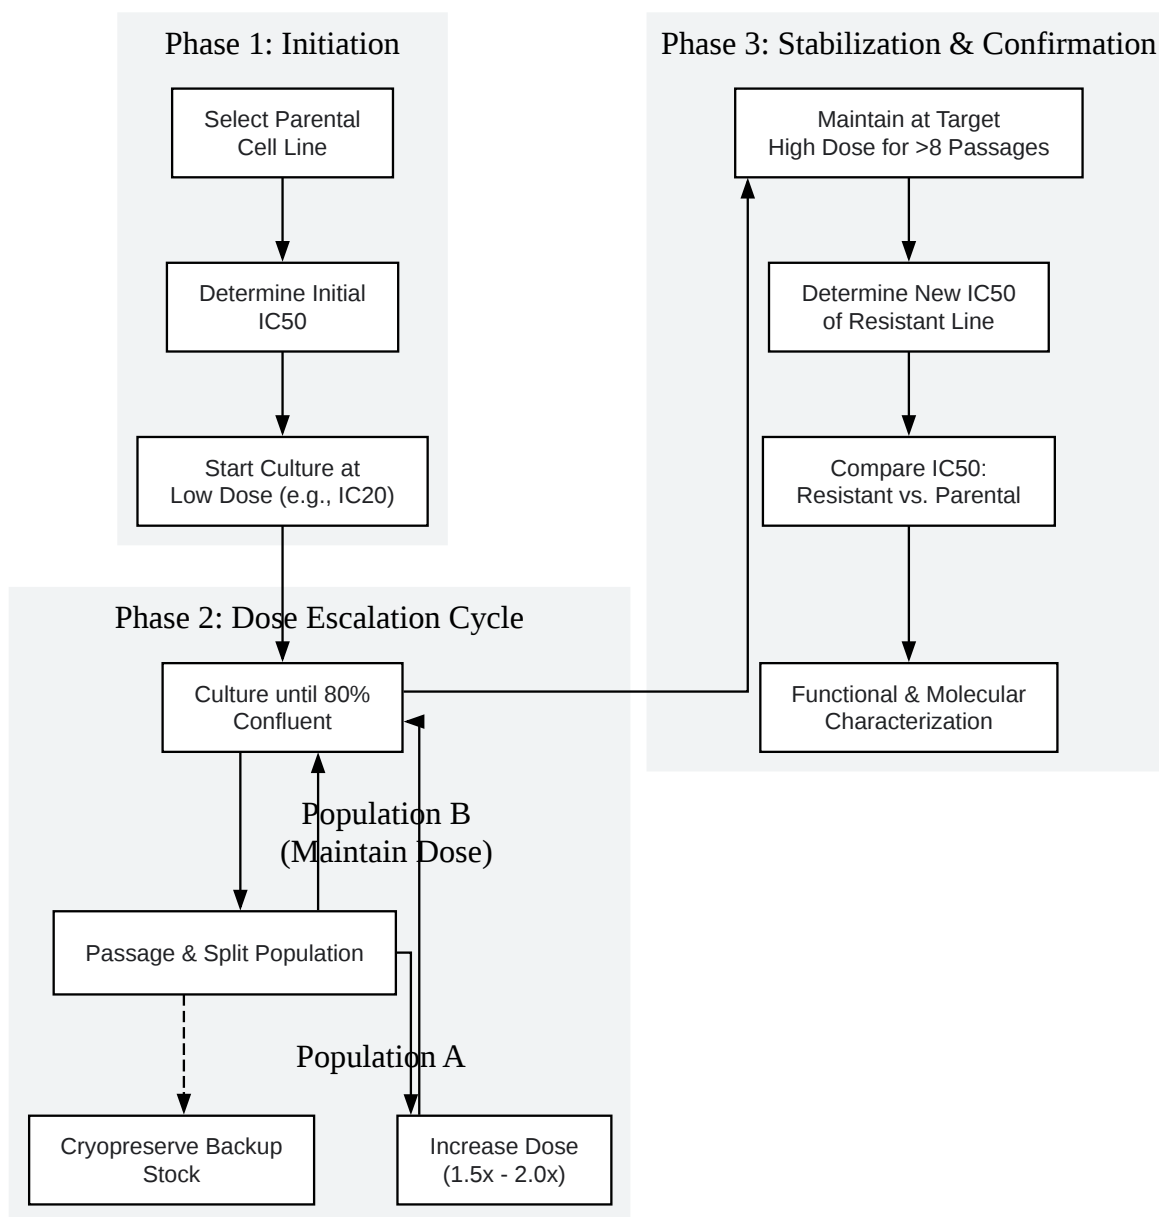 Phase 1: Initiation
Select Parental
Cell Line
Determine Initial
IC50
Start Culture at
Low Dose (e.g., IC20)
Phase 2: Dose Escalation Cycle
Culture until 80%
Confluent
Population B
(Maintain Dose)
Passage & Split Population
Population A
Cryopreserve Backup
Stock
Increase Dose
(1.5x - 2.0x)
Phase 3: Stabilization & Confirmation
Maintain at Target
High Dose for >8 Passages
Determine New IC50
of Resistant Line
Compare IC50:
Resistant vs. Parental
Functional & Molecular
Characterization